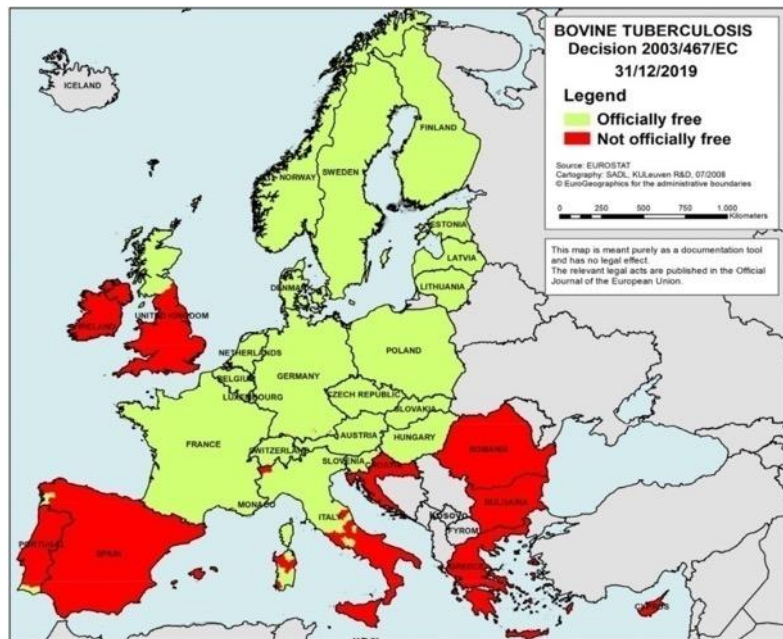 BOVINE TUBERCULOSIS
Decision 2003/467/EC
31/12/2019
Legend
Officially free
Not officially free
Source: EUROSTAT
Cartography: SADL, KULeuven R&D, 07/2008
© EuroGeographics for the administrative boundaries
0 250 500 750 1.000
Kilometers
This map is meant purely as a documentation tool
and has no legal effect.
The relevant legal acts are published in the Official
Journal of the European Union.
ICELAND
FINLAND
NORWAY
SWEDEN
ESTONIA
LATVIA
DENMARK
LITHUANIA
UNITED KINGDOM
IRELAND
NETHERLANDS
POLAND
BELGIUM
GERMANY
LUXEMBOURG
CZECH REPUBLIC
SLOVAKIA
FRANCE
AUSTRIA
HUNGARY
SWITZERLAND
SLOVENIA
CROATIA
ROMANIA
MONACO
ITALY
BULGARIA
Kosovo
FYROM
PORTUGAL
SPAIN
GREECE
CYPRUS